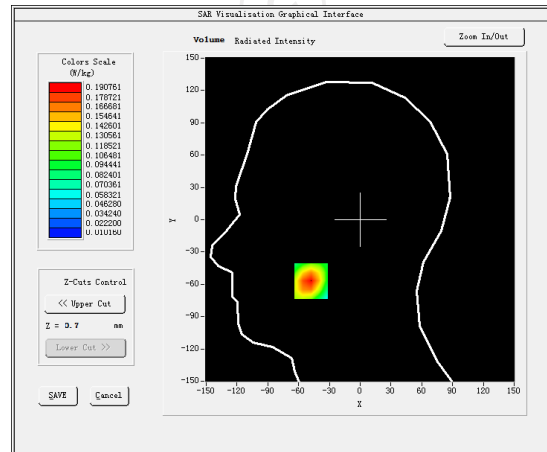 SAR Visualisation Graphical Interface
Volume Radiated Intensity
Zoom In/Out
Colors Scale
(W/kg)
0.190761
0.178721
0.166681
0.154641
0.142601
0.118521
0.106481
0.094441
0.082401
0.070361
0.058321
0.046280
0.034240
0.022200
0.010160
Z-Cuts Control
<< Upper Cut
Z = 0.7 mm
Lower Cut >>
SAVE Cancel
150
120
90
60
30
0
-30
-60
-90
-120
-150
Y
-150 -120 -90 -60 -30 0 30 60 90 120 150
X